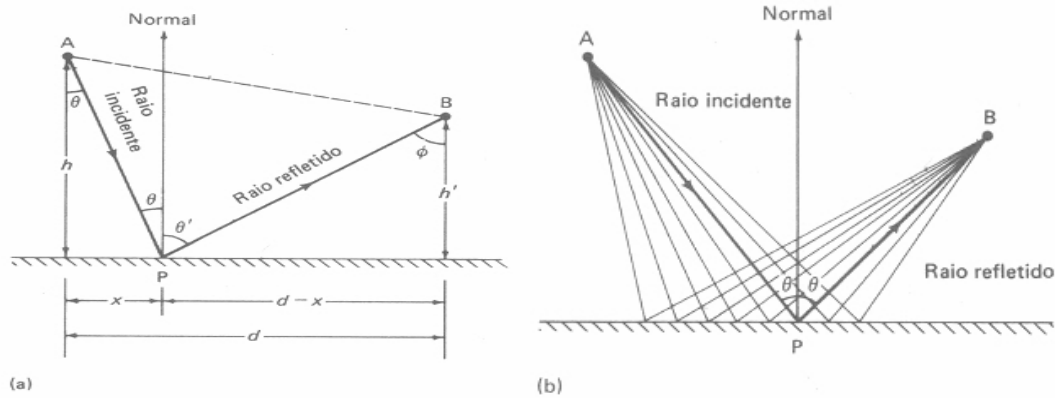 Normal
A
θ
Raio
incidente
h
θ
θ'
Raio refletido
B
φ
h'
P
x
d – x
d
(a)
Normal
A
Raio incidente
B
θ
θ
Raio refletido
P
(b)